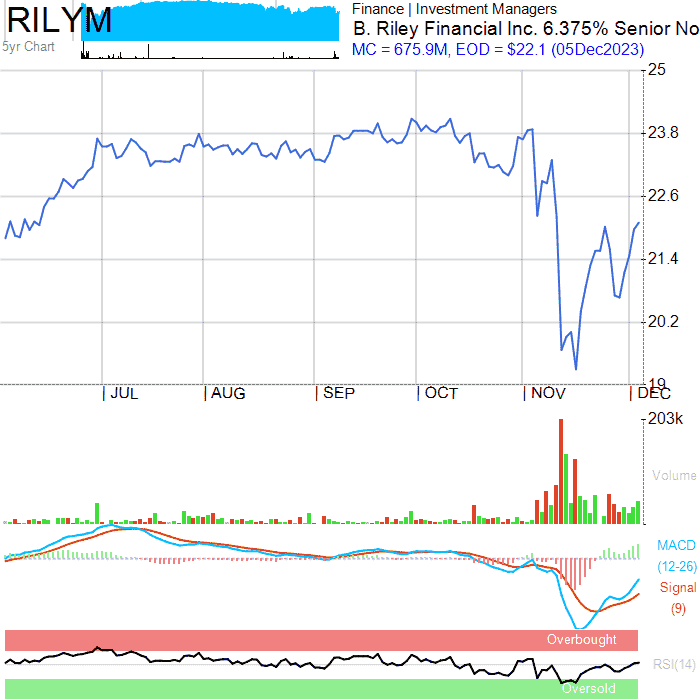 RILYM
5yr Chart
Finance | Investment Managers
B. Riley Financial Inc. 6.375% Senior No
MC = 675.9M, EOD = $22.1 (05Dec2023)
25
23.8
22.6
21.4
20.2
19
JUL AUG SEP OCT NOV DEC
203k
Volume
MACD
(12-26)
Signal
(9)
Overbought
RSI(14)
Oversold